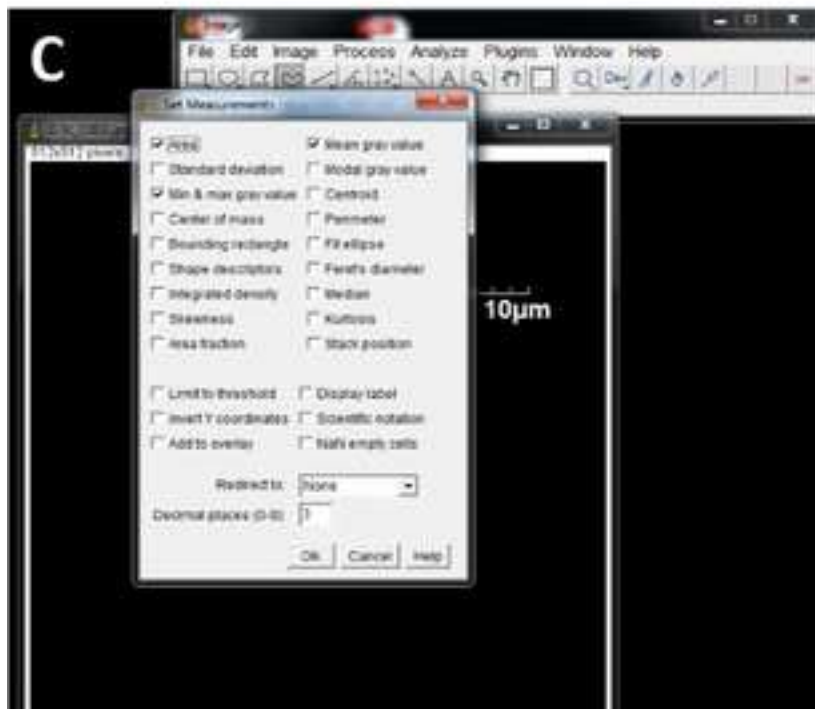 C
ImageJ
File Edit Image Process Analyze Plugins Window Help
Set Measurements
512x512 pixels
Area Mean gray value
Standard deviation Modal gray value
Min & max gray value Centroid
Center of mass Perimeter
Bounding rectangle Fit ellipse
Shape descriptors Feret's diameter
Integrated density Median
Skewness Kurtosis
Area fraction Stack position
10µm
Limit to threshold Display label
Invert Y coordinates Scientific notation
Add to overlay NaN empty cells
Redirect to: None
Decimal places (0-9): 3
OK Cancel Help